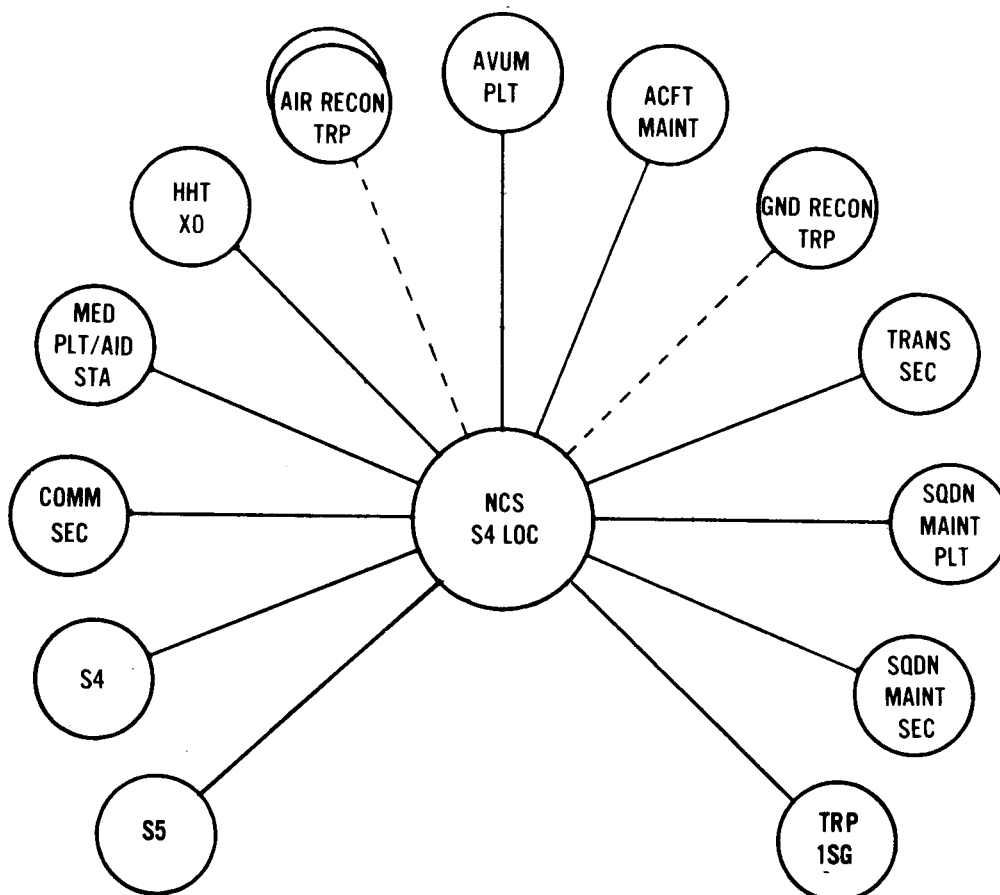 AVUM
PLT
AIR RECON
TRP
ACFT
MAINT
HHT
XO
GND RECON
TRP
MED
PLT/AID
STA
TRANS
SEC
COMM
SEC
NCS
S4 LOC
SQDN
MAINT
PLT
S4
SQDN
MAINT
SEC
S5
TRP
1SG